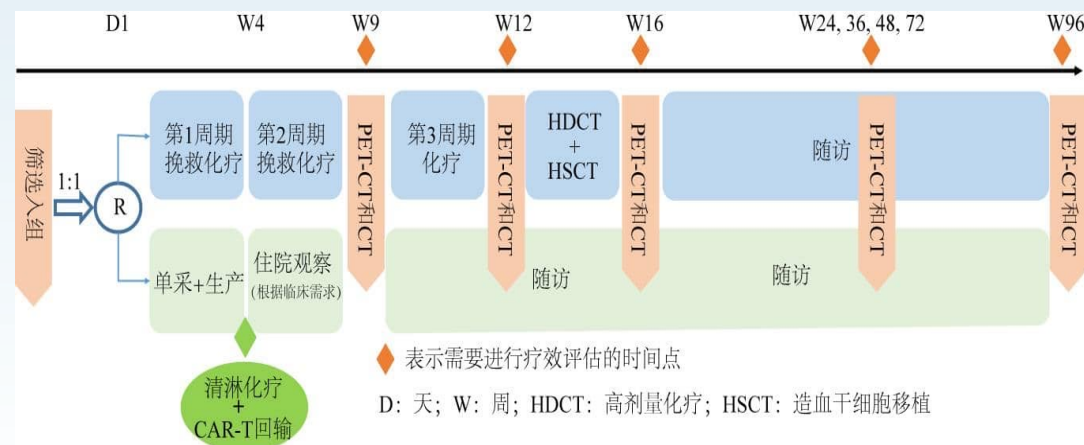 D1 W4 W9 W12 W16 W24, 36, 48, 72 W96
筛选入组
1:1
R
第1周期
挽救化疗
第2周期
挽救化疗
PET-CT和CT
第3周期
化疗
PET-CT和CT
HDCT
+
HSCT
PET-CT和CT
随访
PET-CT和CT
PET-CT和CT
单采+生产
住院观察
(根据临床需求)
随访
随访
清淋化疗
+
CAR-T回输
表示需要进行疗效评估的时间点
D: 天; W: 周; HDCT: 高剂量化疗; HSCT: 造血干细胞移植